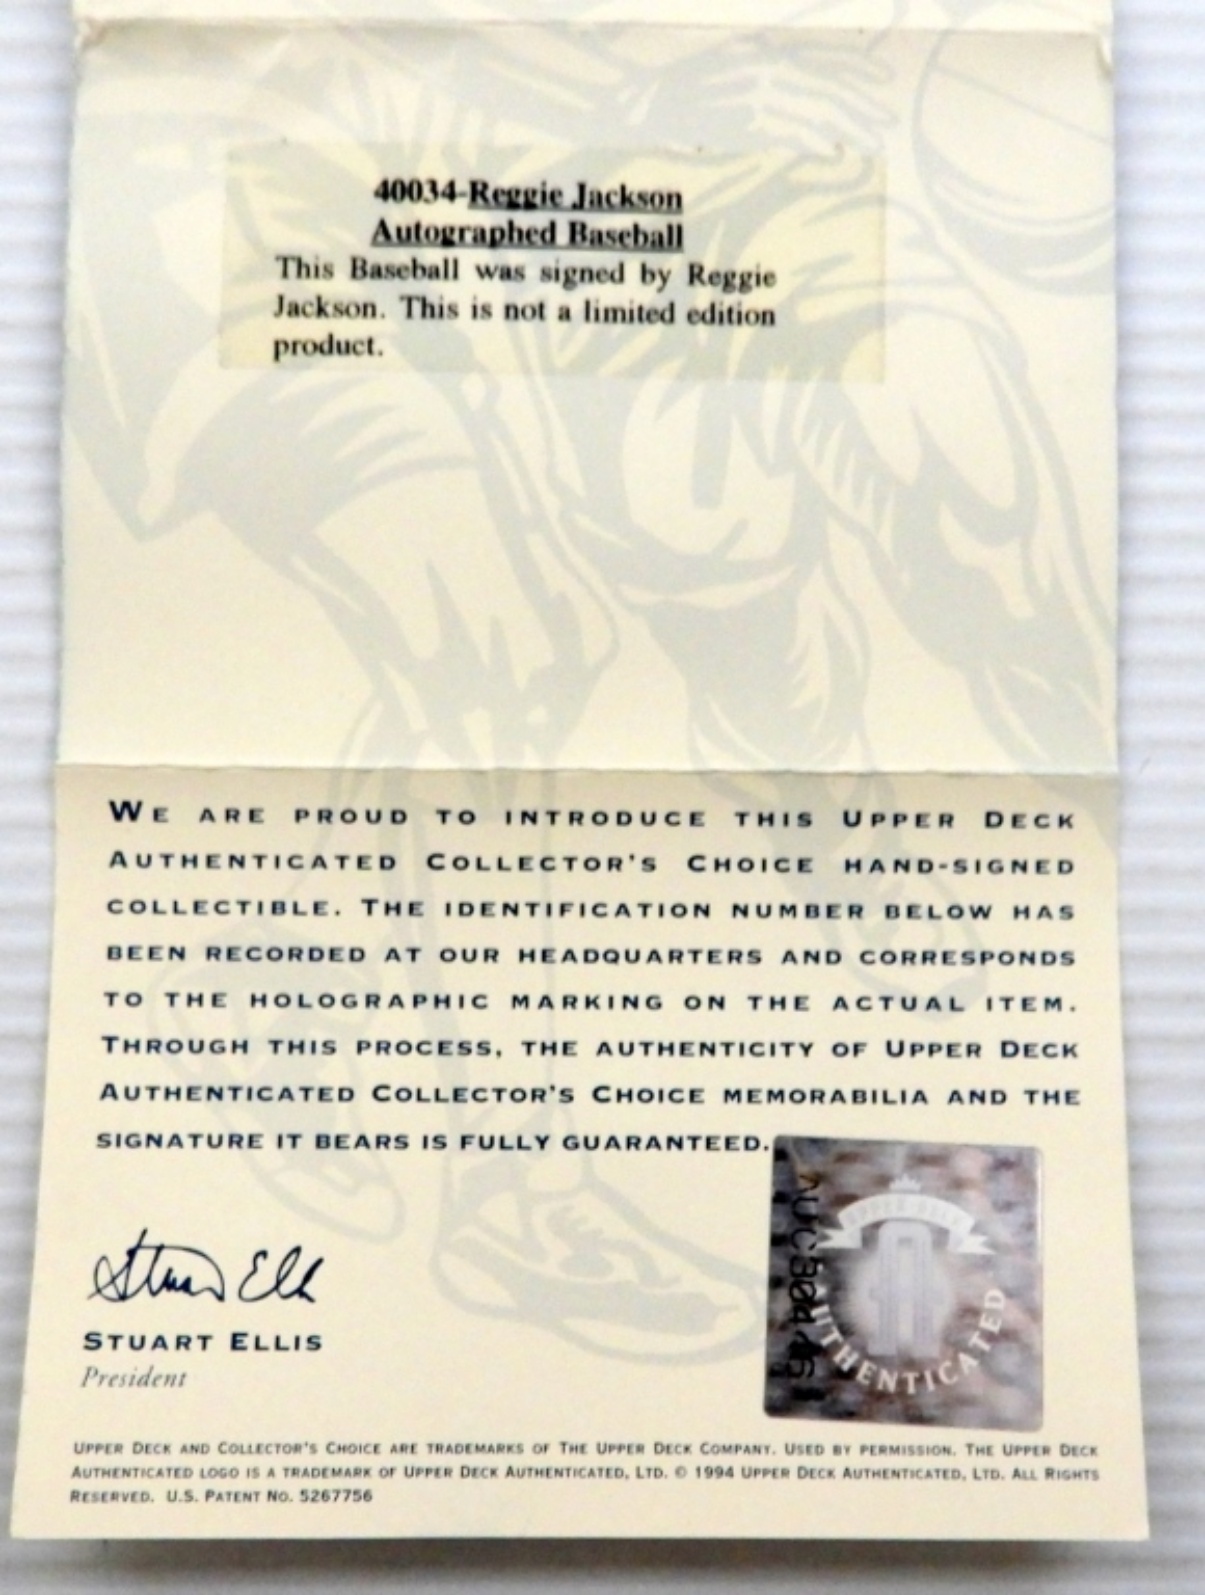 40034-Reggie Jackson
Autographed Baseball
This Baseball was signed by Reggie
Jackson. This is not a limited edition
product.
WE ARE PROUD TO INTRODUCE THIS UPPER DECK
AUTHENTICATED COLLECTOR'S CHOICE HAND-SIGNED
COLLECTIBLE. THE IDENTIFICATION NUMBER BELOW HAS
BEEN RECORDED AT OUR HEADQUARTERS AND CORRESPONDS
TO THE HOLOGRAPHIC MARKING ON THE ACTUAL ITEM.
THROUGH THIS PROCESS, THE AUTHENTICITY OF UPPER DECK
AUTHENTICATED COLLECTOR'S CHOICE MEMORABILIA AND THE
SIGNATURE IT BEARS IS FULLY GUARANTEED.
UPPER DECK
AUTHENTICATED
Stuart Ellis
STUART ELLIS
President
UPPER DECK AND COLLECTOR'S CHOICE ARE TRADEMARKS OF THE UPPER DECK COMPANY. USED BY PERMISSION. THE UPPER DECK
AUTHENTICATED LOGO IS A TRADEMARK OF UPPER DECK AUTHENTICATED, LTD. © 1994 UPPER DECK AUTHENTICATED, LTD. ALL RIGHTS
RESERVED. U.S. PATENT NO. 5267756